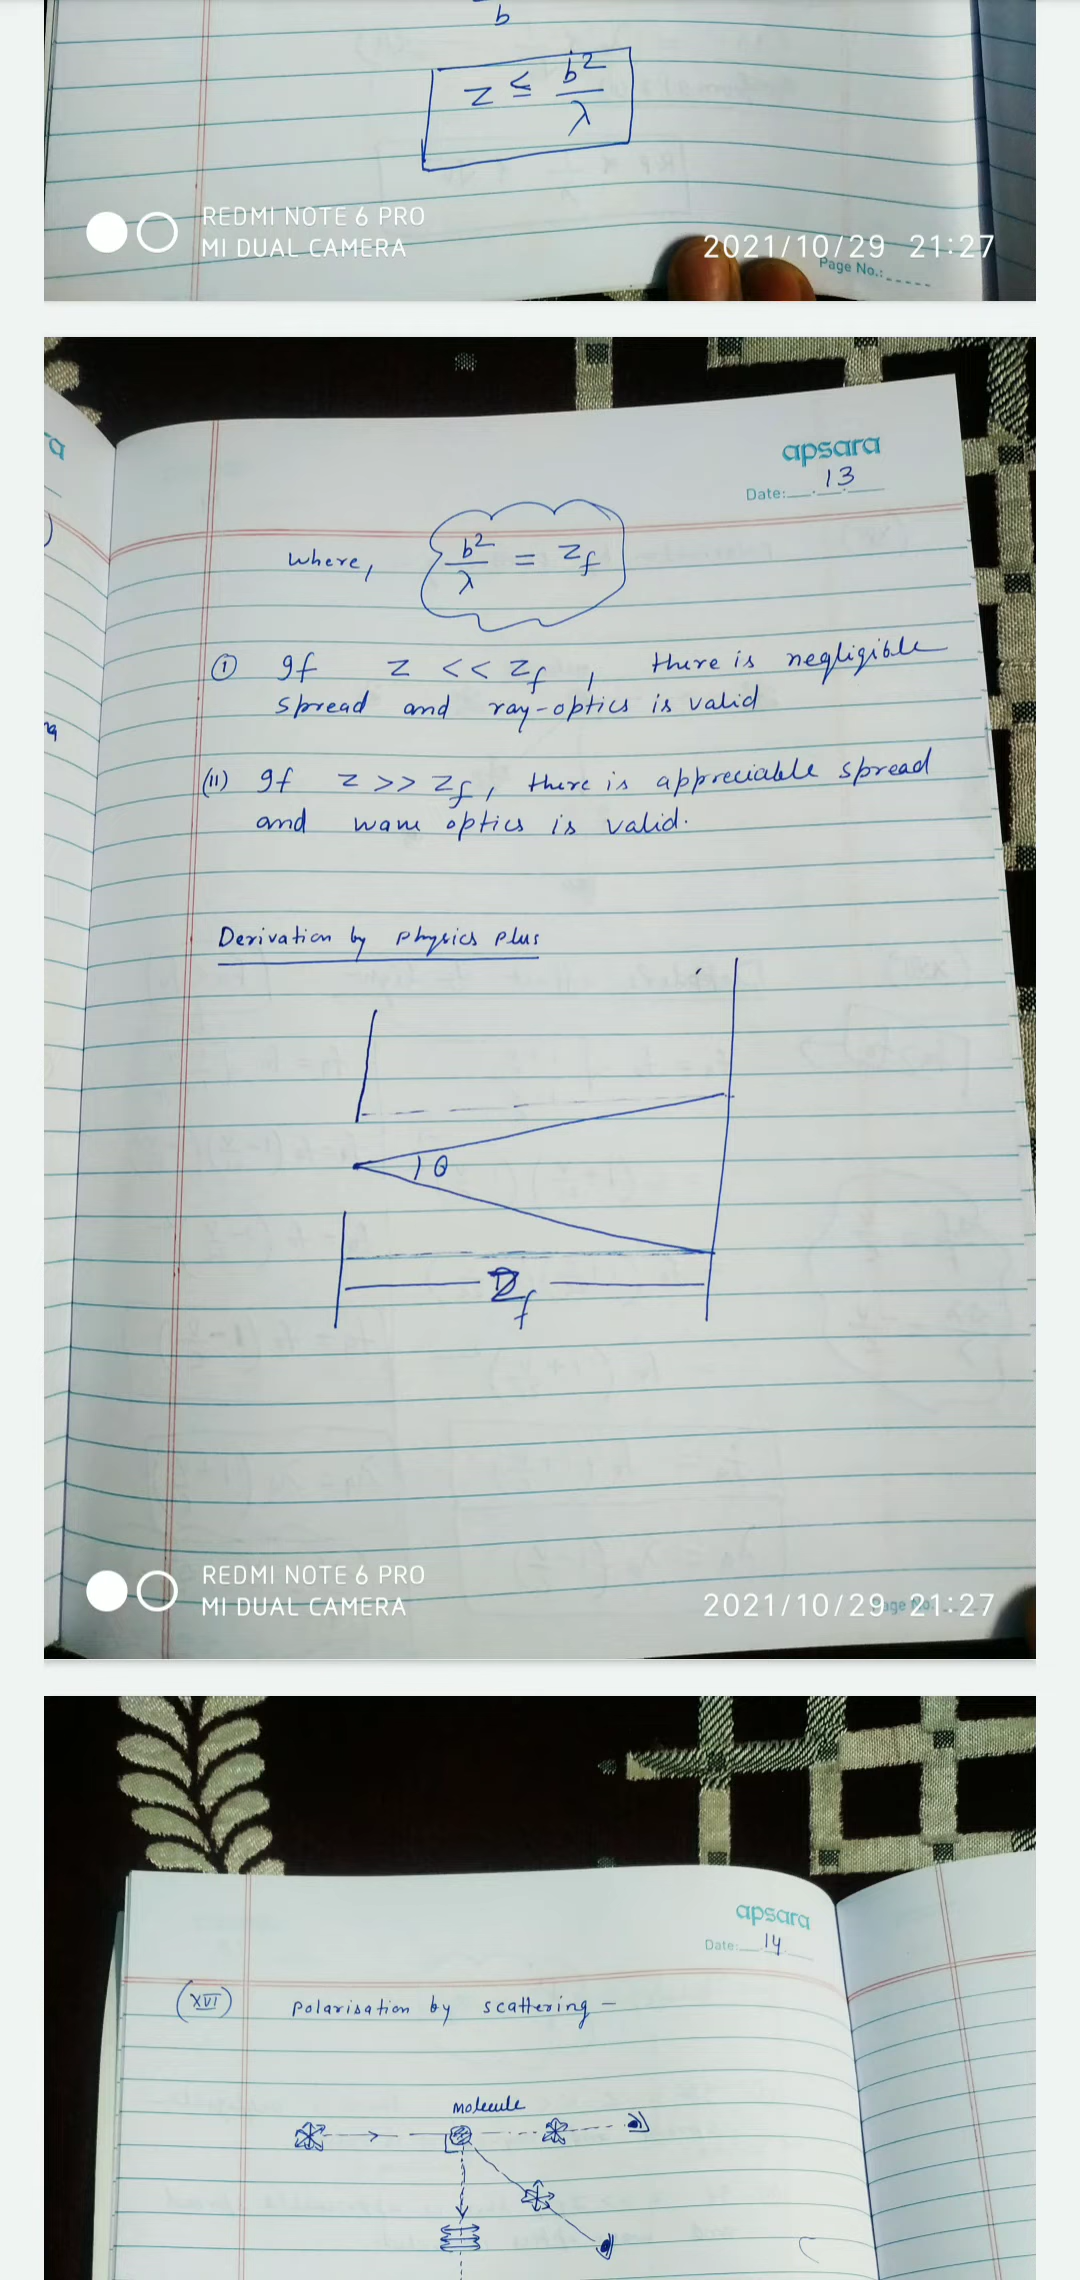 b
z ≤ b²/λ
REDMI NOTE 6 PRO
MI DUAL CAMERA
2021/10/29 21:27
Page No.:
apsara
Date: 13
where, b²/λ = z_f
(i) If z << z_f, there is negligible
spread and ray-optics is valid
(ii) If z >> z_f, there is appreciable spread
and wave optics is valid.
Derivation by Physics Plus
θ
Z_f
REDMI NOTE 6 PRO
MI DUAL CAMERA
2021/10/29 21:27
apsara
Date: 14
(XVI) Polarisation by scattering -
Molecule